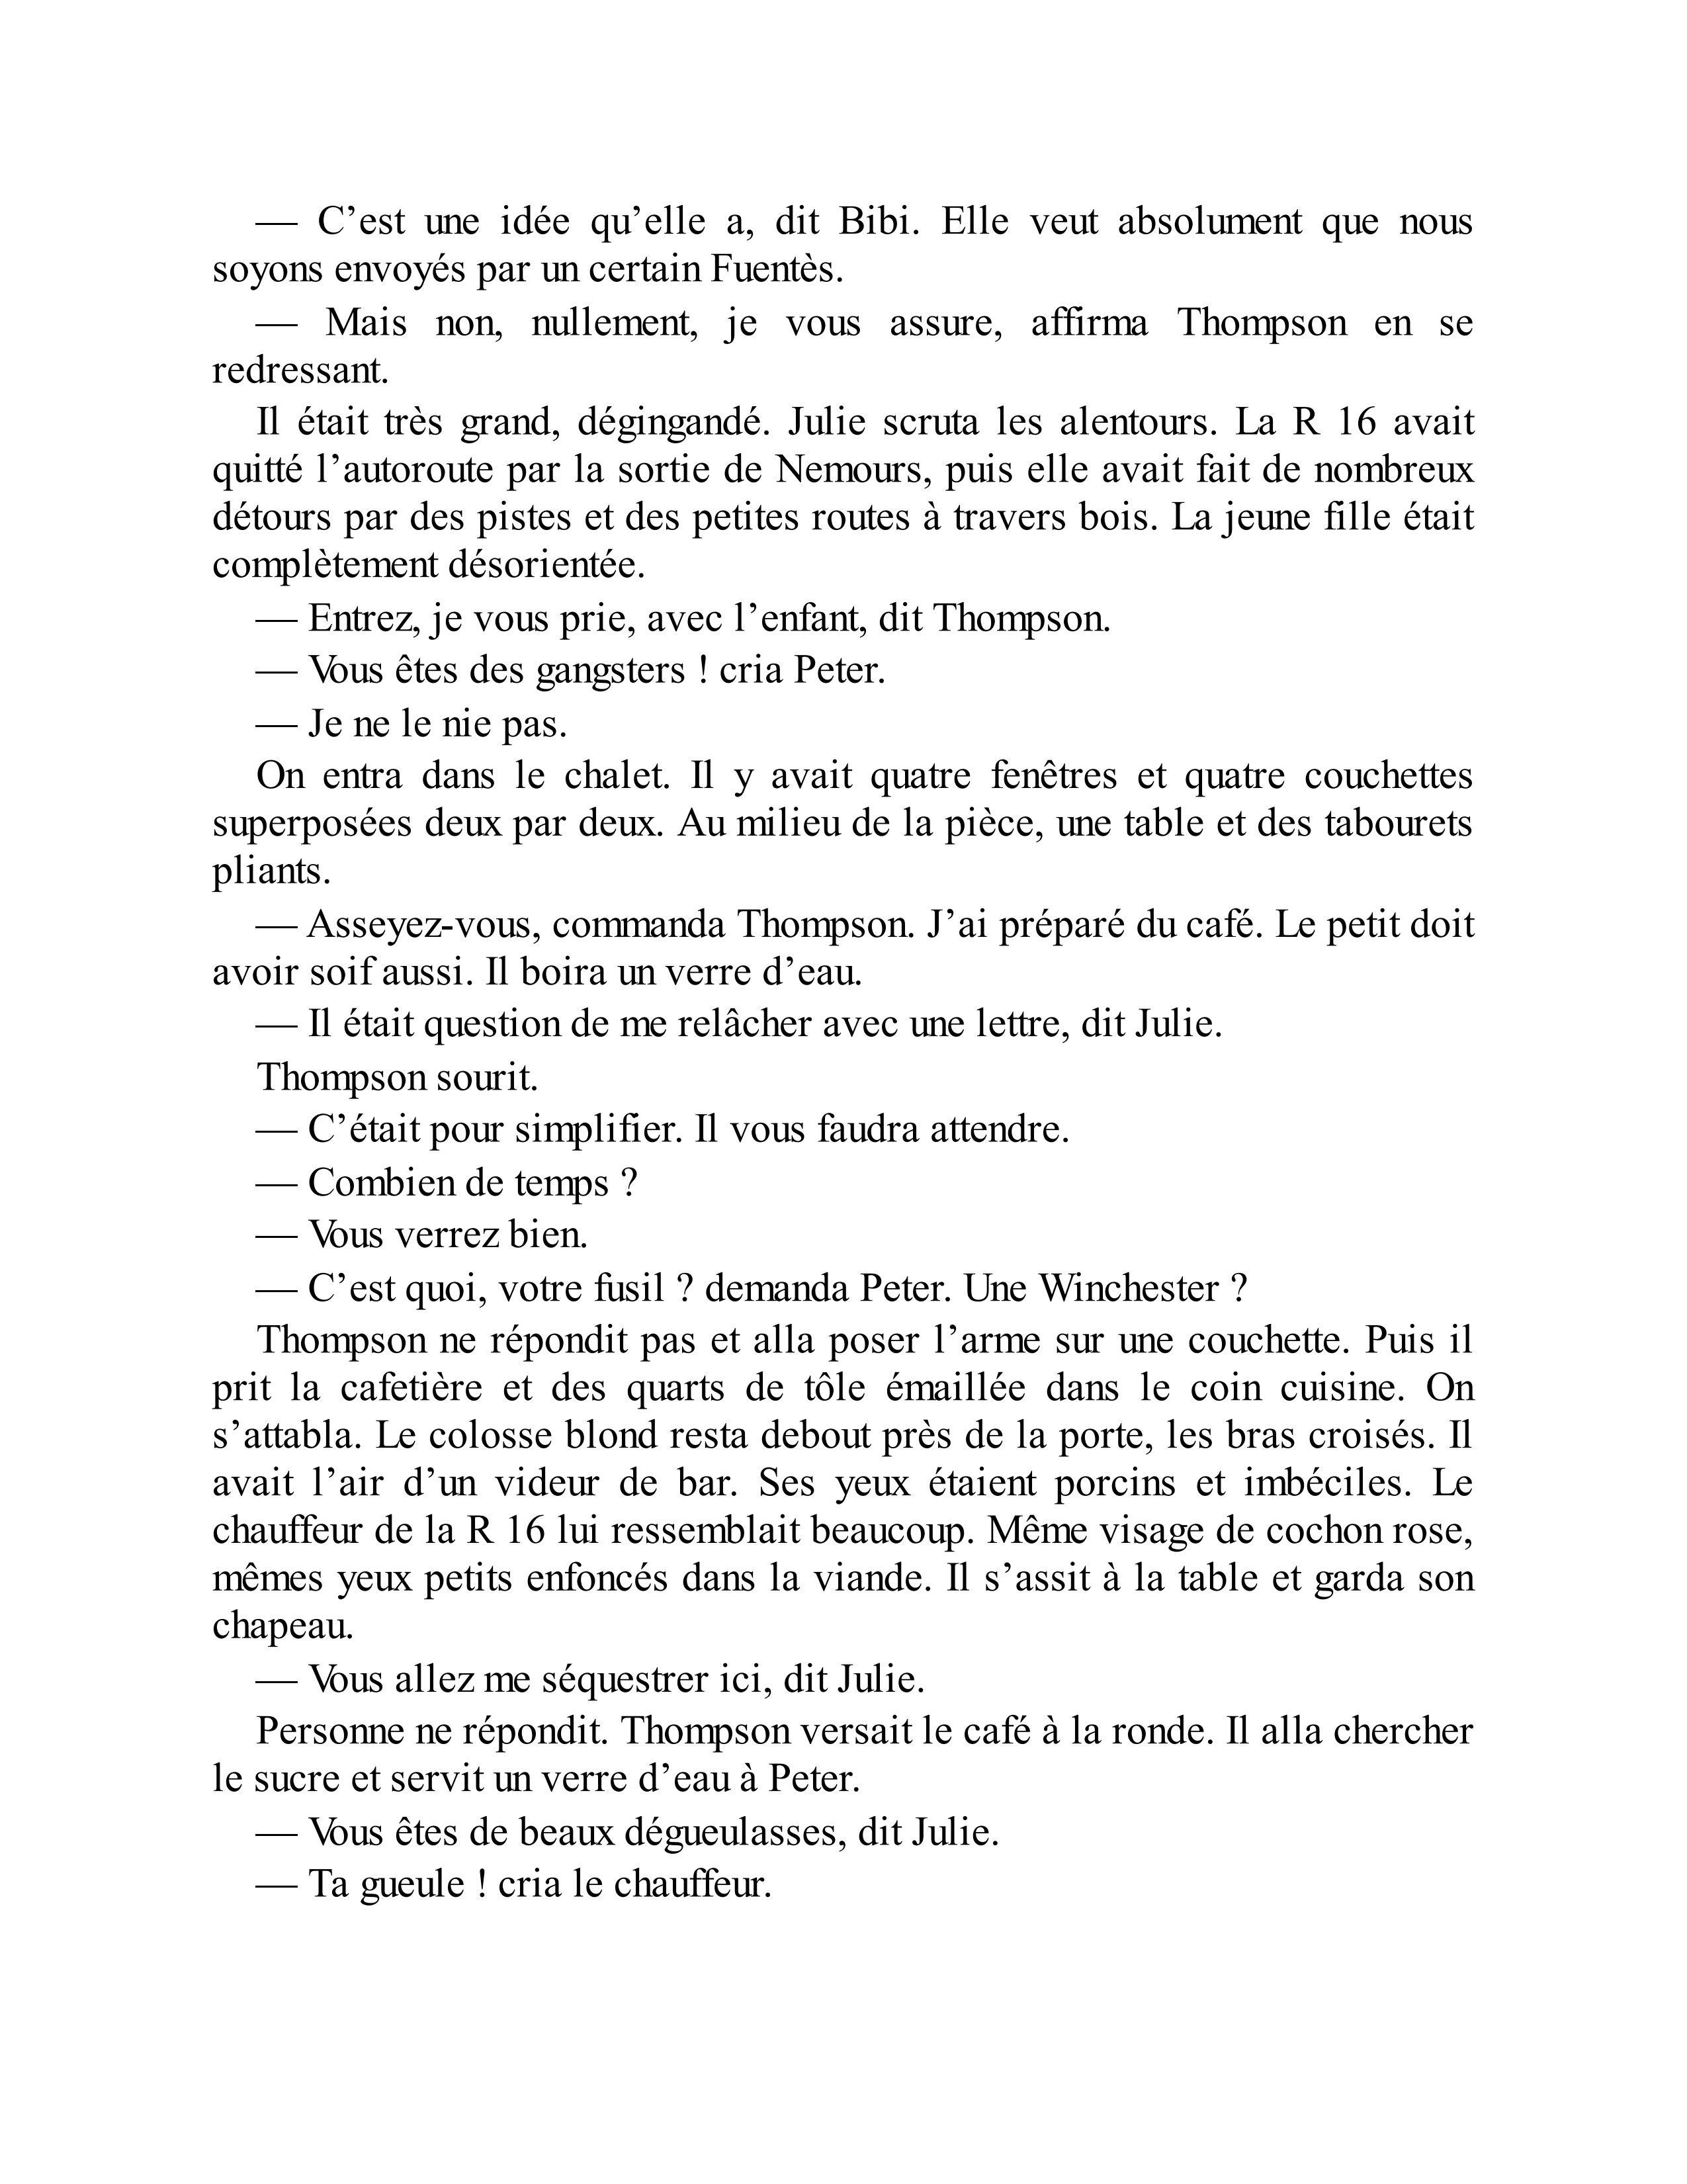 — C’est une idée qu’elle a, dit Bibi. Elle veut absolument que nous
soyons envoyés par un certain Fuentès.
— Mais non, nullement, je vous assure, affirma Thompson en se
redressant.
Il était très grand, dégingandé. Julie scruta les alentours. La R 16 avait
quitté l’autoroute par la sortie de Nemours, puis elle avait fait de nombreux
détours par des pistes et des petites routes à travers bois. La jeune fille était
complètement désorientée.
— Entrez, je vous prie, avec l’enfant, dit Thompson.
— Vous êtes des gangsters ! cria Peter.
— Je ne le nie pas.
On entra dans le chalet. Il y avait quatre fenêtres et quatre couchettes
superposées deux par deux. Au milieu de la pièce, une table et des tabourets
pliants.
— Asseyez-vous, commanda Thompson. J’ai préparé du café. Le petit doit
avoir soif aussi. Il boira un verre d’eau.
— Il était question de me relâcher avec une lettre, dit Julie.
Thompson sourit.
— C’était pour simplifier. Il vous faudra attendre.
— Combien de temps ?
— Vous verrez bien.
— C’est quoi, votre fusil ? demanda Peter. Une Winchester ?
Thompson ne répondit pas et alla poser l’arme sur une couchette. Puis il
prit la cafetière et des quarts de tôle émaillée dans le coin cuisine. On
s’attabla. Le colosse blond resta debout près de la porte, les bras croisés. Il
avait l’air d’un videur de bar. Ses yeux étaient porcins et imbéciles. Le
chauffeur de la R 16 lui ressemblait beaucoup. Même visage de cochon rose,
mêmes yeux petits enfoncés dans la viande. Il s’assit à la table et garda son
chapeau.
— Vous allez me séquestrer ici, dit Julie.
Personne ne répondit. Thompson versait le café à la ronde. Il alla chercher
le sucre et servit un verre d’eau à Peter.
— Vous êtes de beaux dégueulasses, dit Julie.
— Ta gueule ! cria le chauffeur.